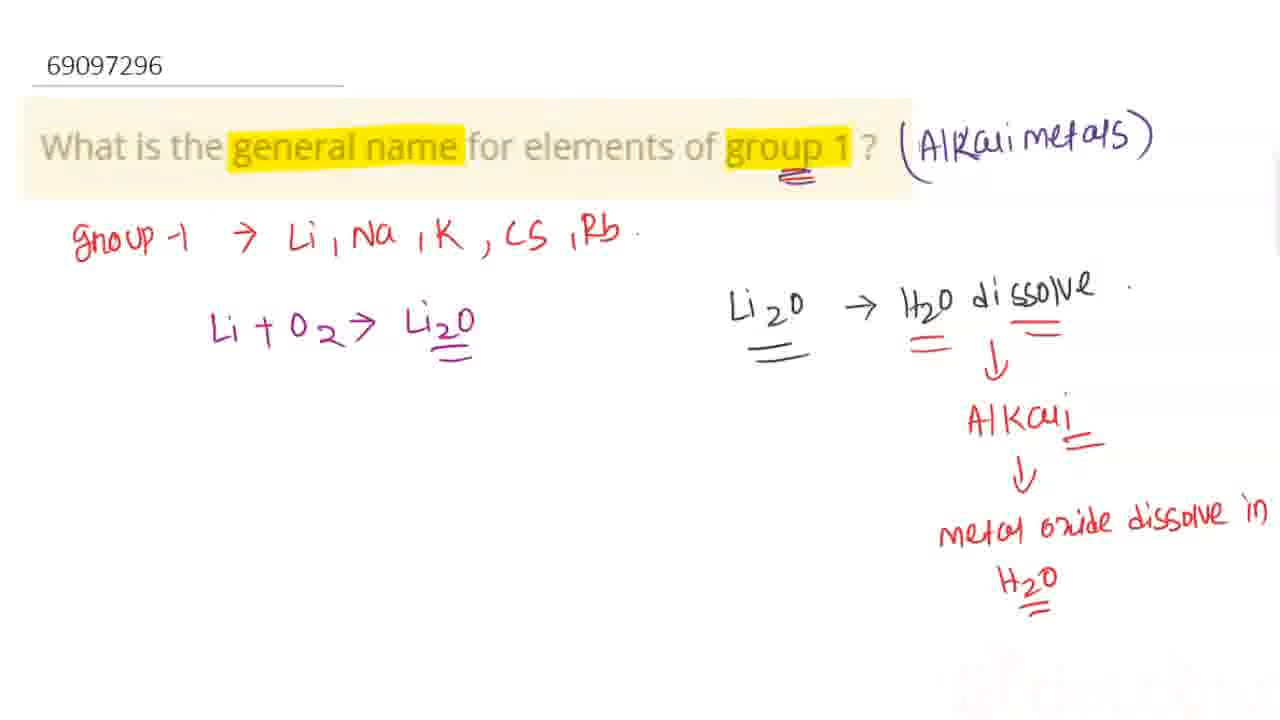 69097296
What is the general name for elements of group 1 ? (Alkali metals)
group-1 → Li, Na, K, CS, Rb.
Li + O2 → Li2O
Li2O → H2O dissolve.
↓
Alkali
↓
metal oxide dissolve in
H2O